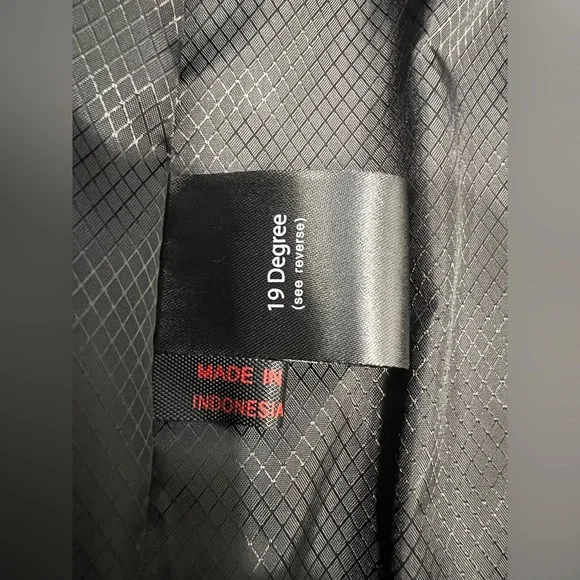 19 Degree
(see reverse)
MADE IN
INDONESIA